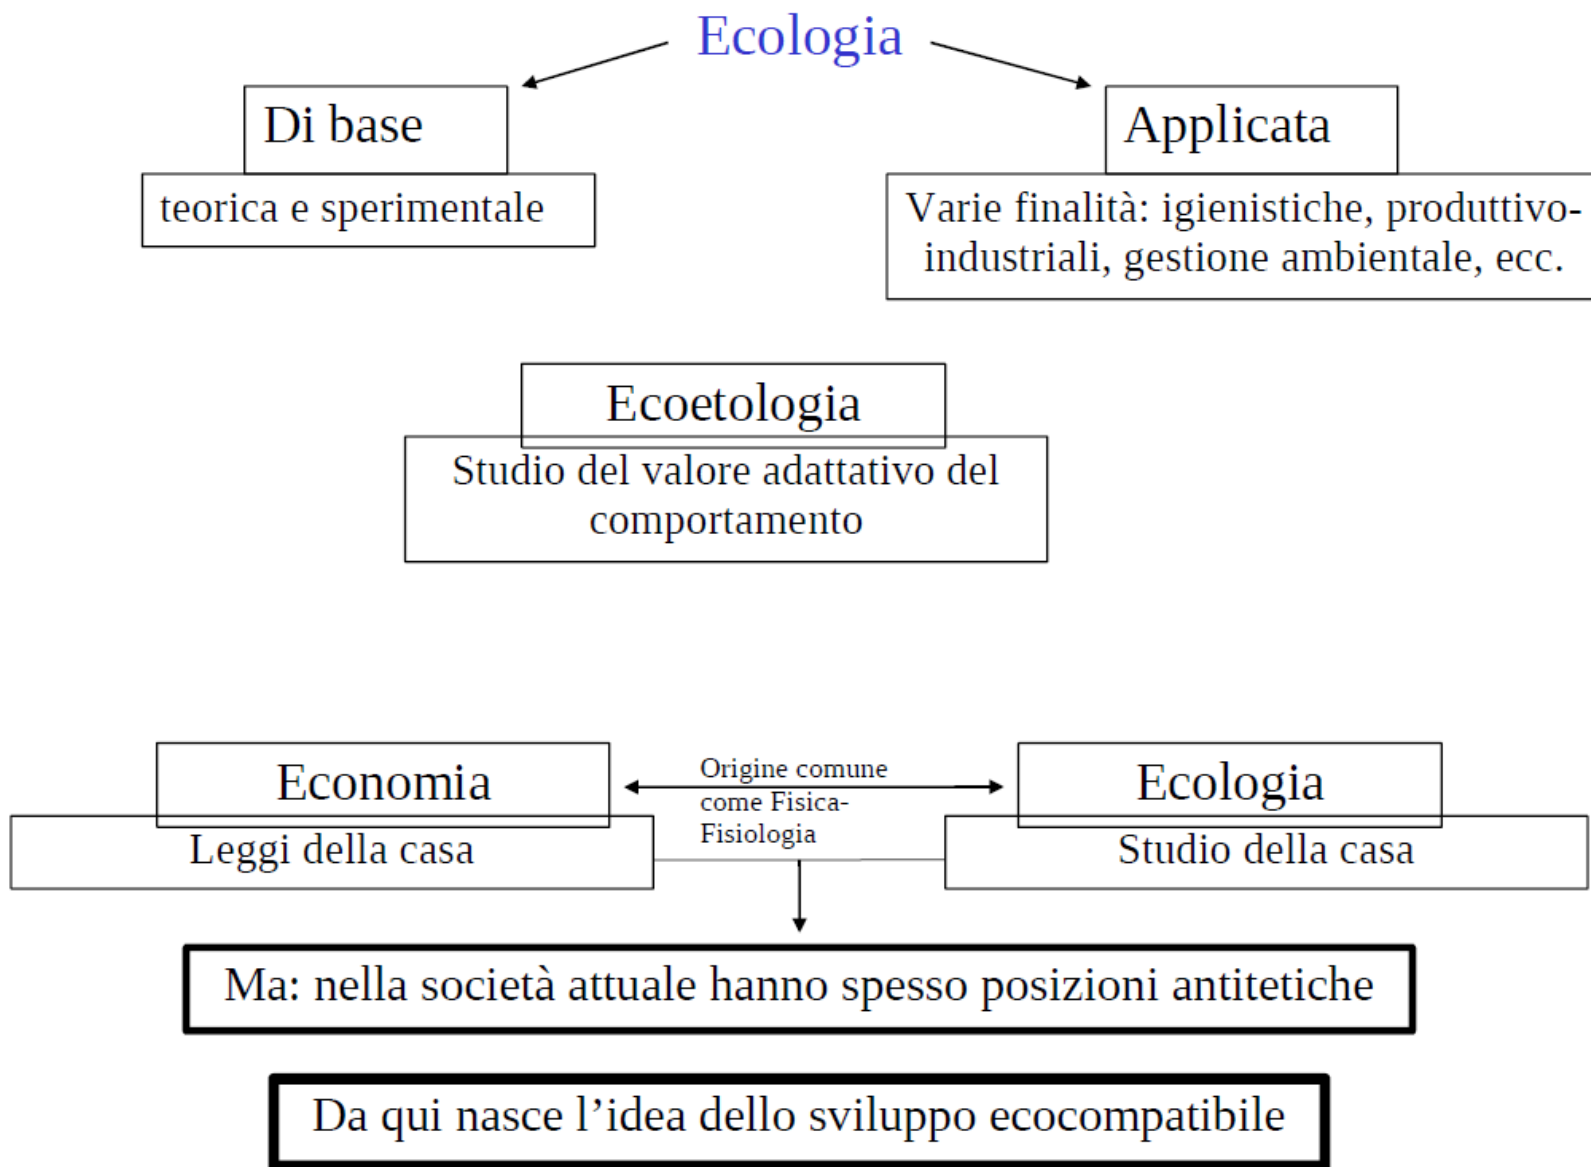 Ecologia
Di base
Applicata
teorica e sperimentale
Varie finalità: igienistiche, produttivo-
industriali, gestione ambientale, ecc.
Ecoetologia
Studio del valore adattativo del
comportamento
Economia
Origine comune
come Fisica-
Fisiologia
Ecologia
Leggi della casa
Studio della casa
Ma: nella società attuale hanno spesso posizioni antitetiche
Da qui nasce l’idea dello sviluppo ecocompatibile